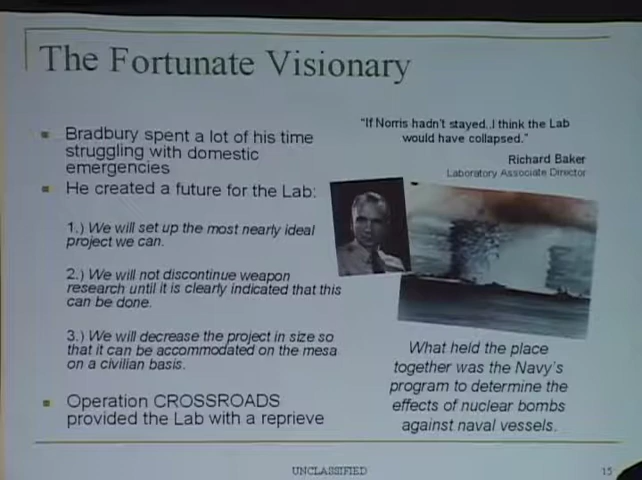 The Fortunate Visionary
Bradbury spent a lot of his time
struggling with domestic
emergencies
He created a future for the Lab:
1.) We will set up the most nearly ideal
project we can.
2.) We will not discontinue weapon
research until it is clearly indicated that this
can be done.
3.) We will decrease the project in size so
that it can be accommodated on the mesa
on a civilian basis.
Operation CROSSROADS
provided the Lab with a reprieve
"If Norris hadn't stayed..I think the Lab
would have collapsed."
Richard Baker
Laboratory Associate Director
What held the place
together was the Navy's
program to determine the
effects of nuclear bombs
against naval vessels.
UNCLASSIFIED
15